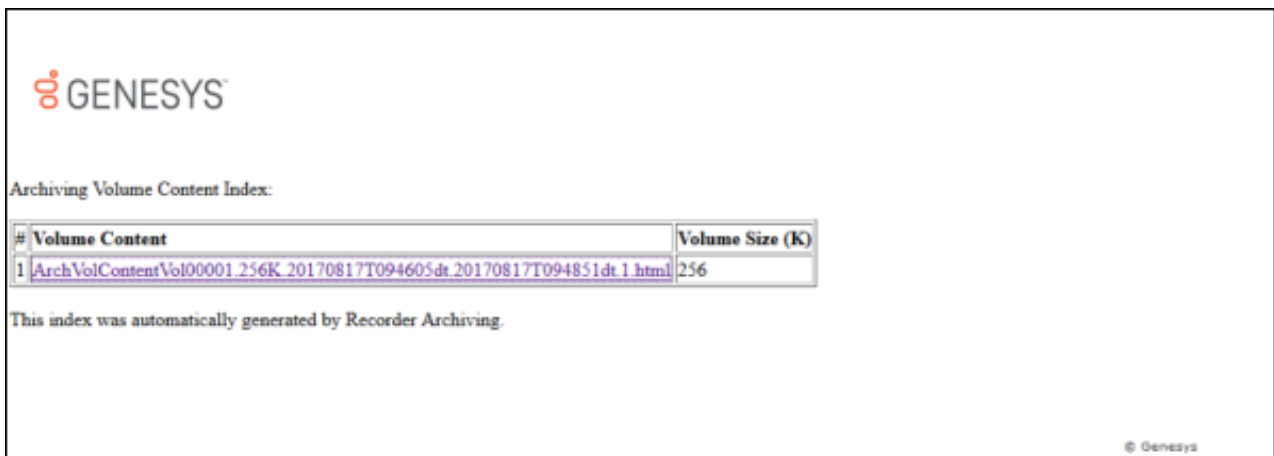 GENESYS™
Archiving Volume Content Index:
# Volume Content Volume Size (K)
1 ArchVolContentVol00001.256K.20170817T094605dt.20170817T094851dt.1.html 256
This index was automatically generated by Recorder Archiving.
© Genesys